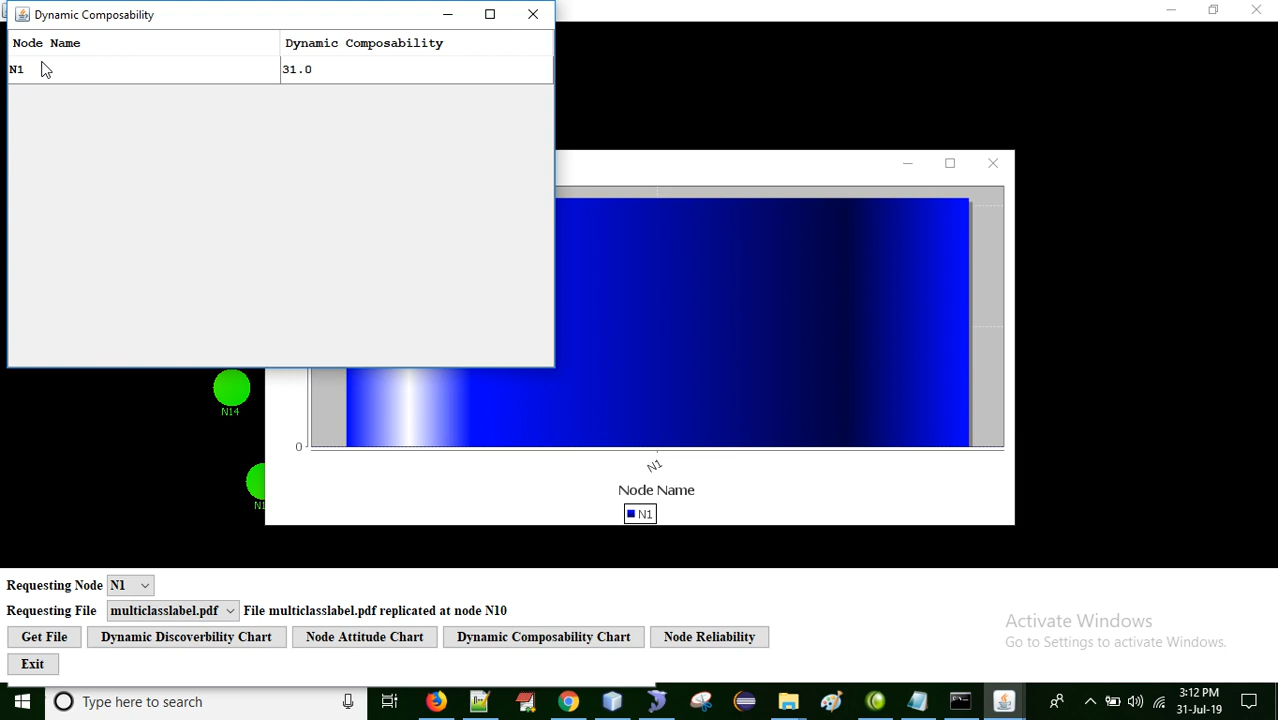 Dynamic Composability
Node Name Dynamic Composability
N1 31.0
N14
0
N1
Node Name
N1
Requesting Node N1
Requesting File multiclasslabel.pdf File multiclasslabel.pdf replicated at node N10
Get File Dynamic Discoverbility Chart Node Attitude Chart Dynamic Composability Chart Node Reliability
Exit
Activate Windows
Go to Settings to activate Windows.
Type here to search
3:12 PM
31-Jul-19